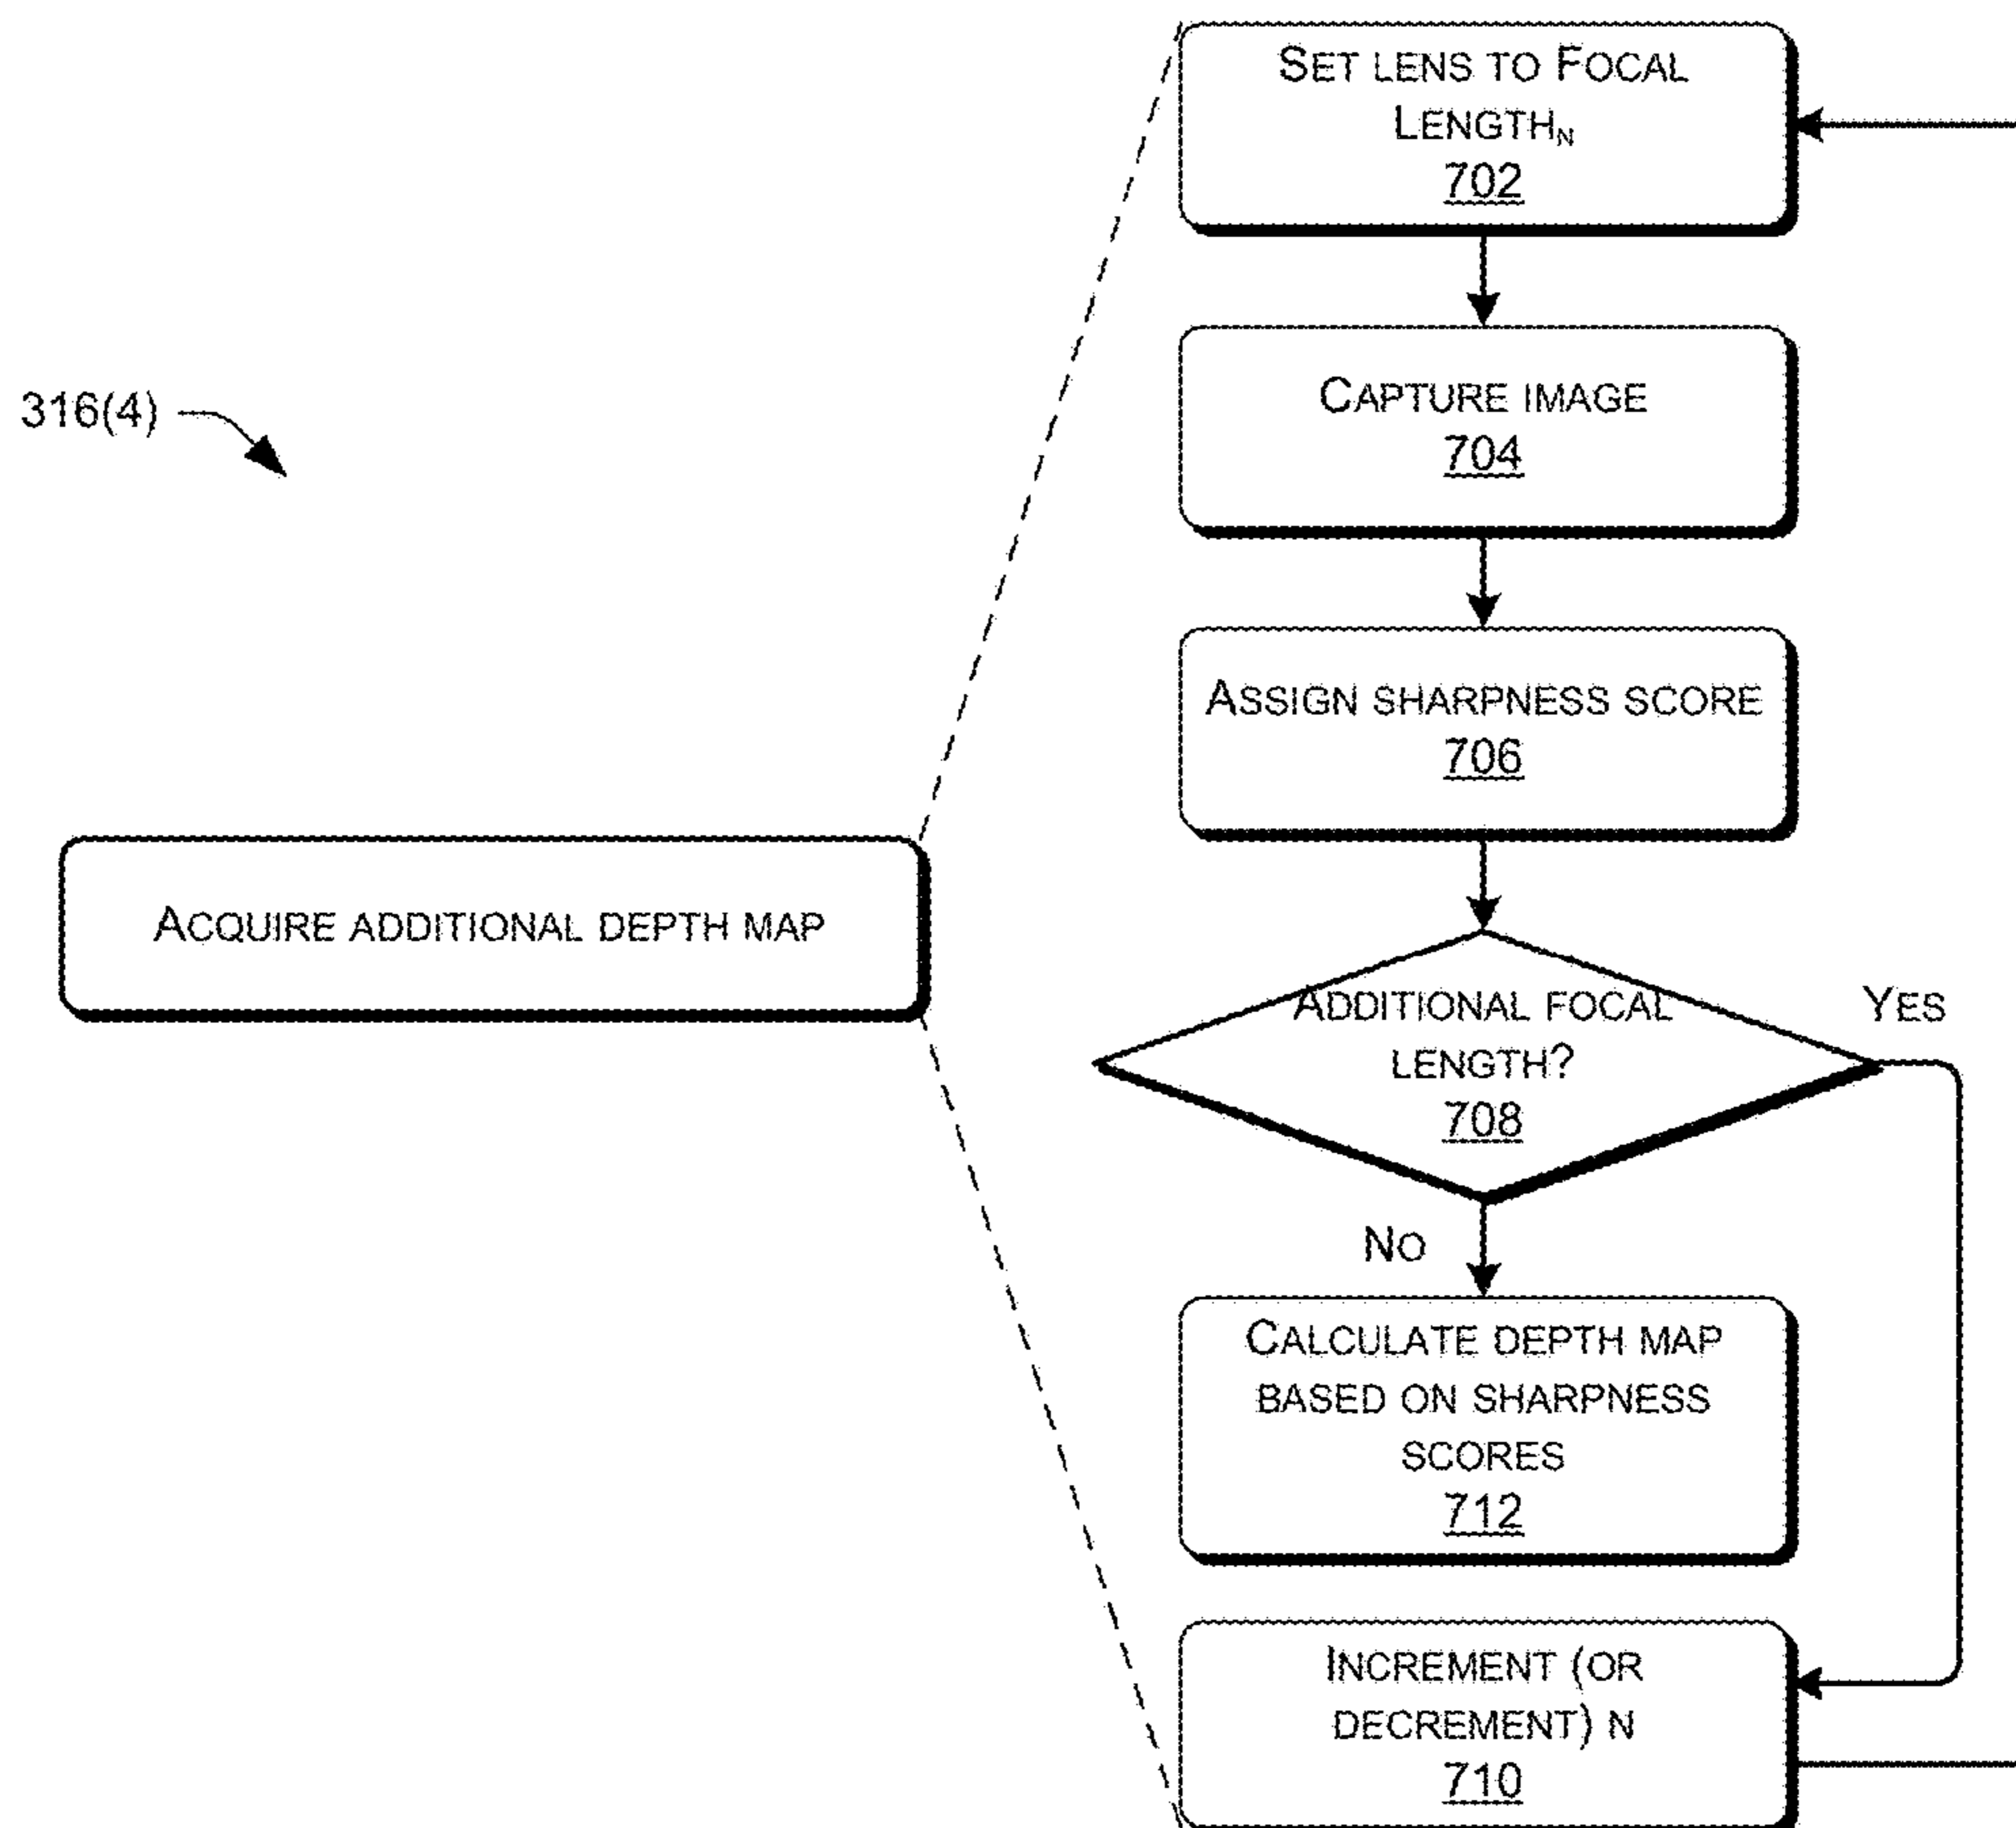 316(4)
ACQUIRE ADDITIONAL DEPTH MAP
SET LENS TO FOCAL
LENGTHN
702
CAPTURE IMAGE
704
ASSIGN SHARPNESS SCORE
706
ADDITIONAL FOCAL
LENGTH?
708
YES
NO
CALCULATE DEPTH MAP
BASED ON SHARPNESS
SCORES
712
INCREMENT (OR
DECREMENT) N
710